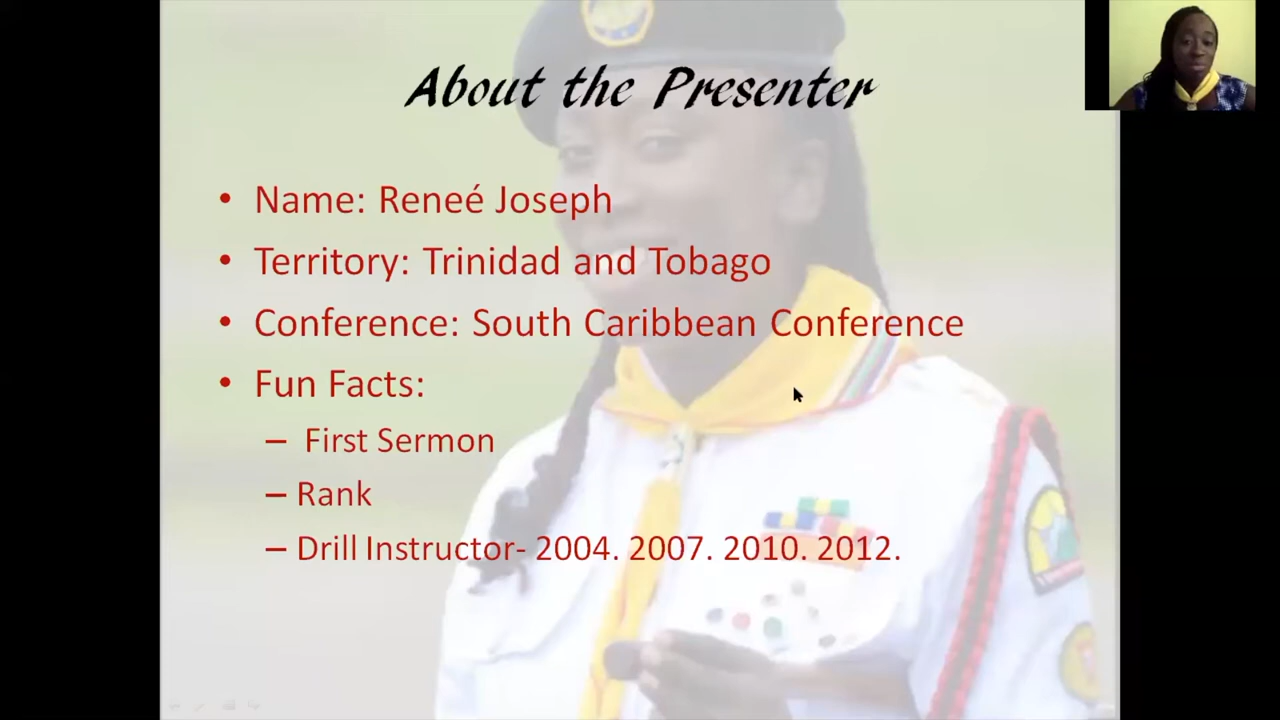 About the Presenter
• Name: Reneé Joseph
• Territory: Trinidad and Tobago
• Conference: South Caribbean Conference
• Fun Facts:
– First Sermon
– Rank
– Drill Instructor- 2004. 2007. 2010. 2012.